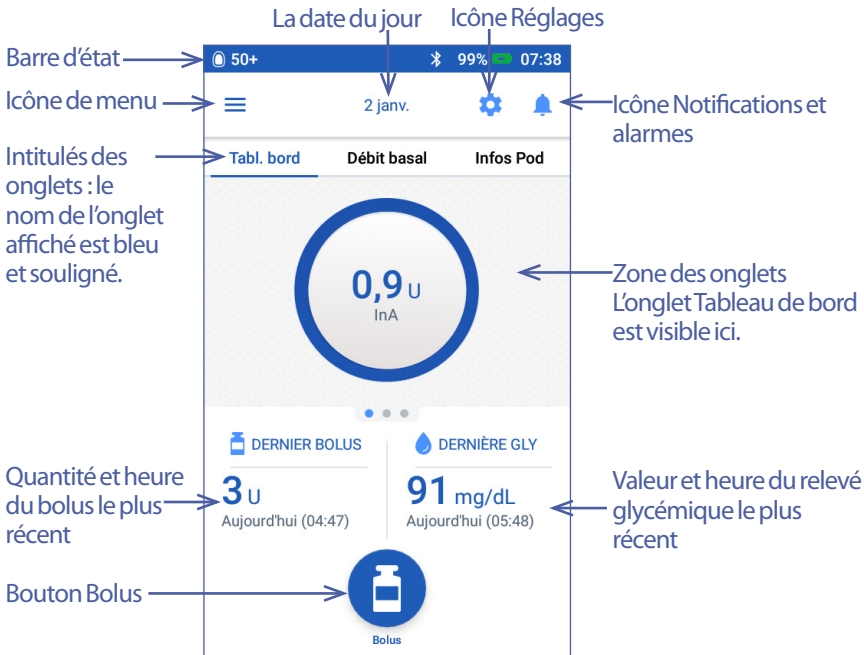 La date du jour
Icône Réglages
Barre d'état
50+
99%
07:38
Icône de menu
2 janv.
Icône Notifications et
alarmes
Intitulés des
onglets : le
nom de l'onglet
affiché est bleu
et souligné.
Tabl. bord
Débit basal
Infos Pod
0,9 U
InA
Zone des onglets
L'onglet Tableau de bord
est visible ici.
DERNIER BOLUS
DERNIÈRE GLY
Quantité et heure
du bolus le plus
récent
3 U
Aujourd'hui (04:47)
91 mg/dL
Aujourd'hui (05:48)
Valeur et heure du relevé
glycémique le plus
récent
Bouton Bolus
Bolus